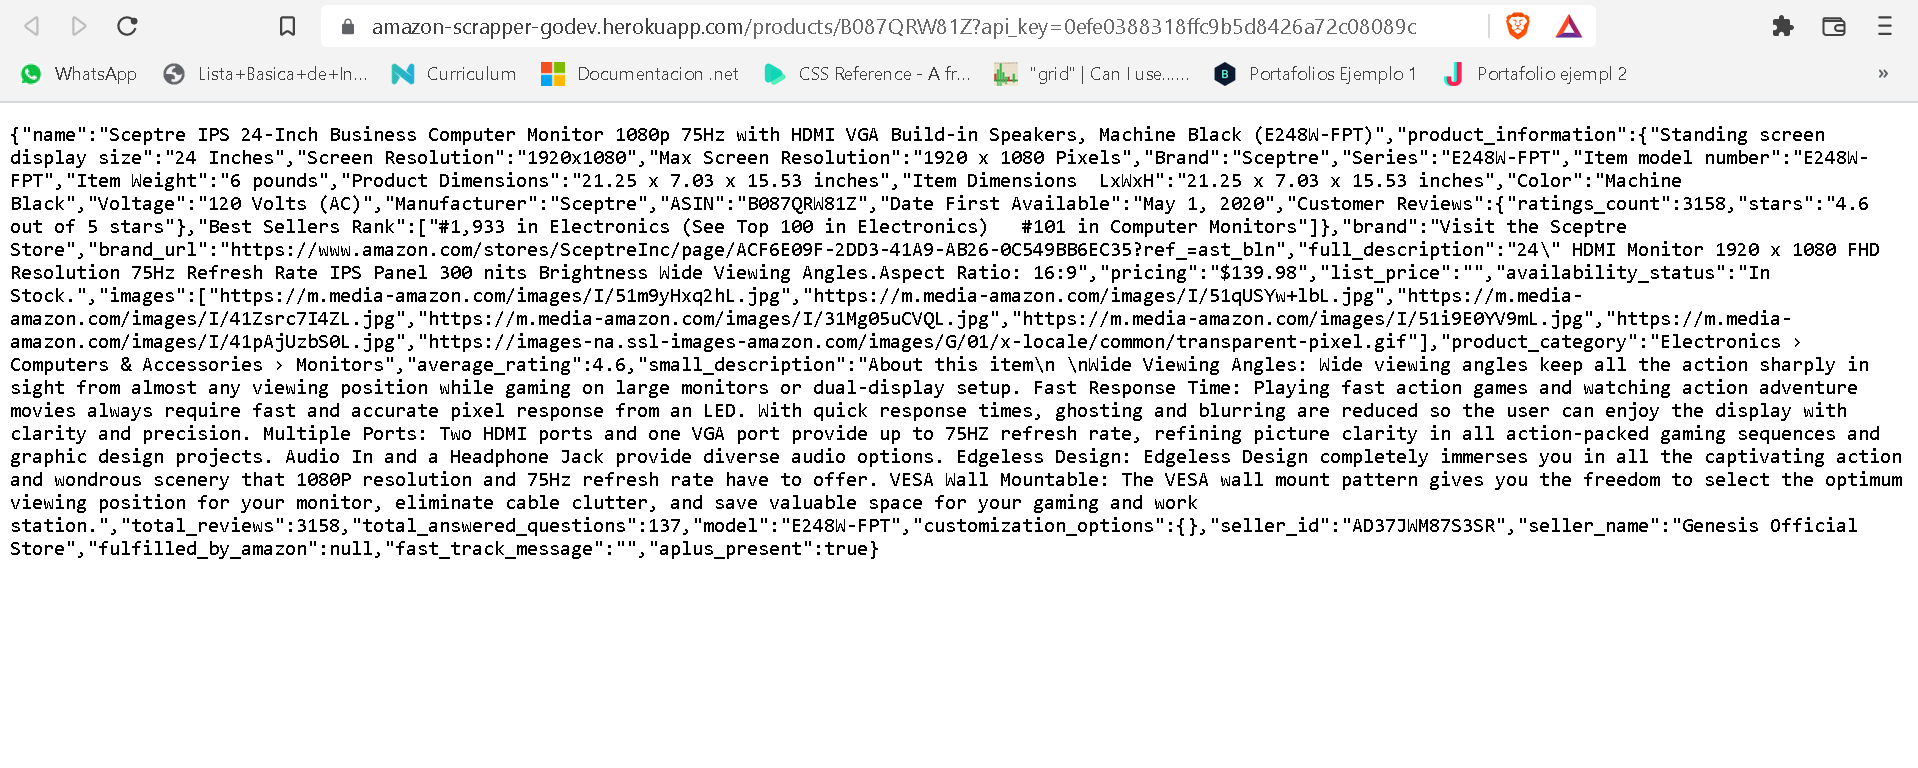 amazon-scrapper-godev.herokuapp.com/products/B087QRW81Z?api_key=0efe0388318ffc9b5d8426a72c08089c
WhatsApp Lista+Basica+de+In... Curriculum Documentacion .net CSS Reference - A fr... "grid" | Can I use...... Portafolios Ejemplo 1 Portafolio ejempl 2 »
{"name":"Sceptre IPS 24-Inch Business Computer Monitor 1080p 75Hz with HDMI VGA Build-in Speakers, Machine Black (E248W-FPT)","product_information":{"Standing screen
display size":"24 Inches","Screen Resolution":"1920x1080","Max Screen Resolution":"1920 x 1080 Pixels","Brand":"Sceptre","Series":"E248W-FPT","Item model number":"E248W-
FPT","Item Weight":"6 pounds","Product Dimensions":"21.25 x 7.03 x 15.53 inches","Item Dimensions  LxWxH":"21.25 x 7.03 x 15.53 inches","Color":"Machine
Black","Voltage":"120 Volts (AC)","Manufacturer":"Sceptre","ASIN":"B087QRW81Z","Date First Available":"May 1, 2020","Customer Reviews":{"ratings_count":3158,"stars":"4.6
out of 5 stars"},"Best Sellers Rank":["#1,933 in Electronics (See Top 100 in Electronics)   #101 in Computer Monitors"]},"brand":"Visit the Sceptre
Store","brand_url":"https://www.amazon.com/stores/SceptreInc/page/ACF6E09F-2DD3-41A9-AB26-0C549BB6EC35?ref_=ast_bln","full_description":"24\" HDMI Monitor 1920 x 1080 FHD
Resolution 75Hz Refresh Rate IPS Panel 300 nits Brightness Wide Viewing Angles.Aspect Ratio: 16:9","pricing":"$139.98","list_price":"","availability_status":"In
Stock.","images":["https://m.media-amazon.com/images/I/51m9yHxq2hL.jpg","https://m.media-amazon.com/images/I/51qUSYw+lbL.jpg","https://m.media-
amazon.com/images/I/41Zsrc7I4ZL.jpg","https://m.media-amazon.com/images/I/31Mg05uCVQL.jpg","https://m.media-amazon.com/images/I/51i9E0YV9mL.jpg","https://m.media-
amazon.com/images/I/41pAjUzbS0L.jpg","https://images-na.ssl-images-amazon.com/images/G/01/x-locale/common/transparent-pixel.gif"],"product_category":"Electronics ›
Computers & Accessories › Monitors","average_rating":4.6,"small_description":"About this item\n \nWide Viewing Angles: Wide viewing angles keep all the action sharply in
sight from almost any viewing position while gaming on large monitors or dual-display setup. Fast Response Time: Playing fast action games and watching action adventure
movies always require fast and accurate pixel response from an LED. With quick response times, ghosting and blurring are reduced so the user can enjoy the display with
clarity and precision. Multiple Ports: Two HDMI ports and one VGA port provide up to 75HZ refresh rate, refining picture clarity in all action-packed gaming sequences and
graphic design projects. Audio In and a Headphone Jack provide diverse audio options. Edgeless Design: Edgeless Design completely immerses you in all the captivating action
and wondrous scenery that 1080P resolution and 75Hz refresh rate have to offer. VESA Wall Mountable: The VESA wall mount pattern gives you the freedom to select the optimum
viewing position for your monitor, eliminate cable clutter, and save valuable space for your gaming and work
station.","total_reviews":3158,"total_answered_questions":137,"model":"E248W-FPT","customization_options":{},"seller_id":"AD37JWM87S3SR","seller_name":"Genesis Official
Store","fulfilled_by_amazon":null,"fast_track_message":"","aplus_present":true}